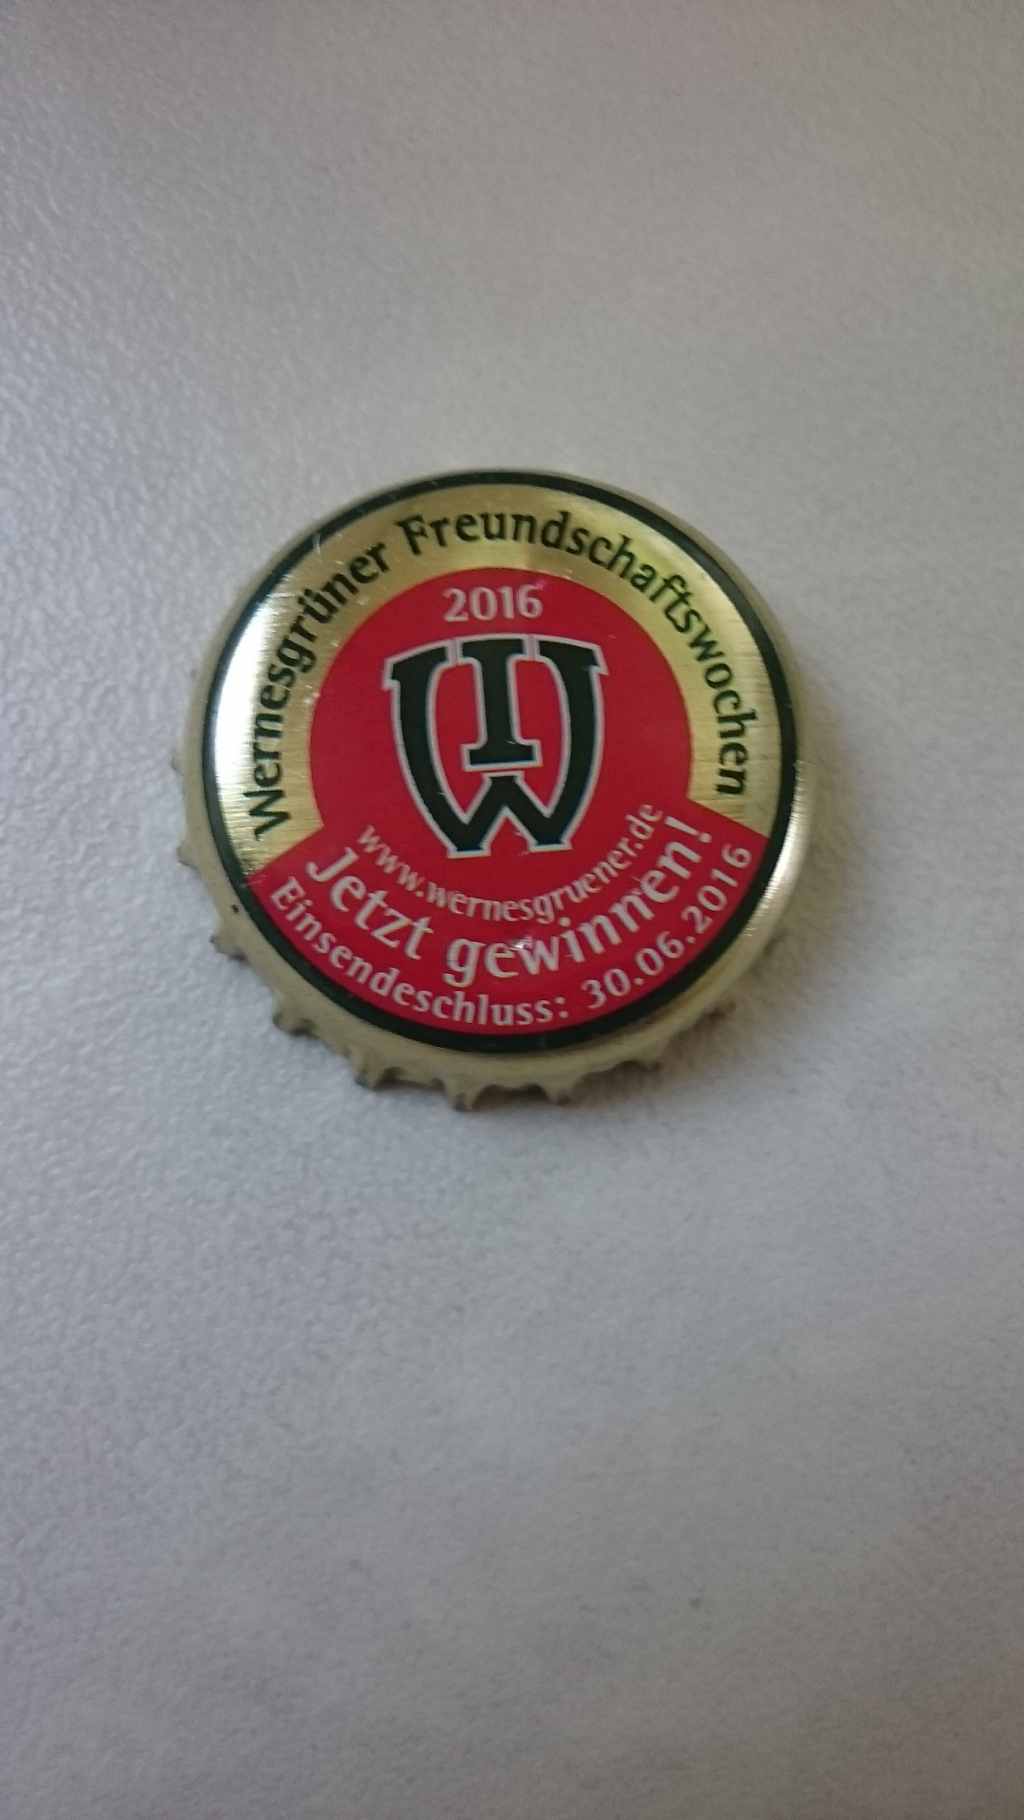 Wernesgrüner Freundschaftswochen
2016
W
www.wernesgruener.de
Jetzt gewinnen!
Einsendeschluss: 30.06.2016